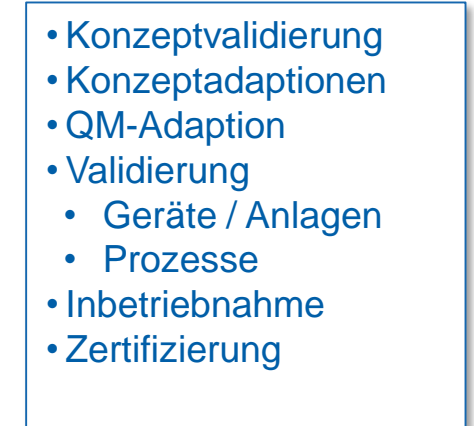 • Konzeptvalidierung
• Konzeptadaptionen
• QM-Adaption
• Validierung
• Geräte / Anlagen
• Prozesse
• Inbetriebnahme
• Zertifizierung